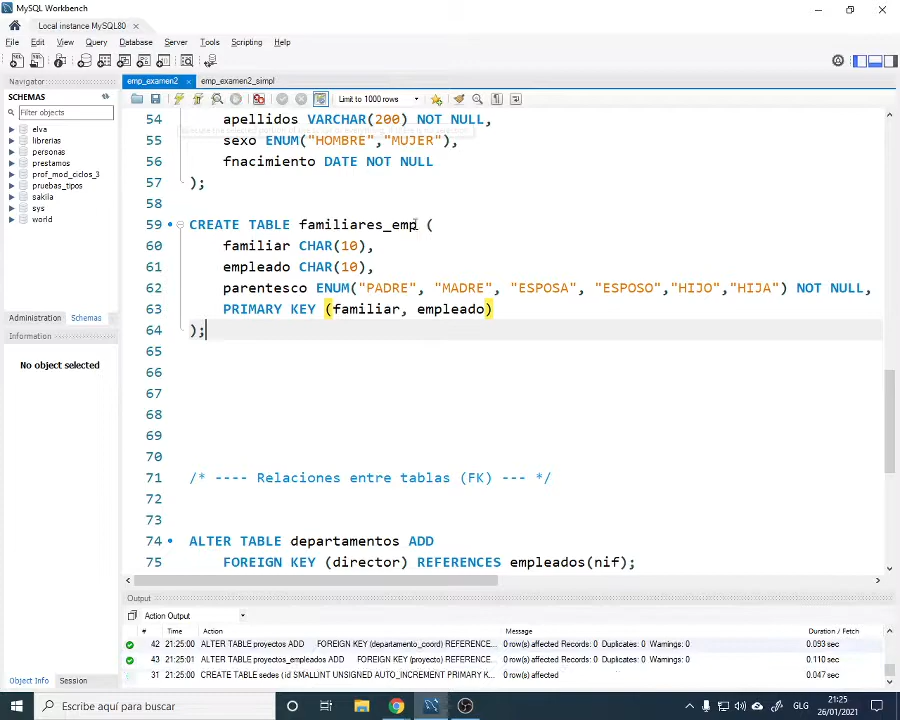 MySQL Workbench
Local instance MySQL80 ×
File Edit View Query Database Server Tools Scripting Help
Navigator
SCHEMAS
Filter objects
elva
librerias
personas
prestamos
prof_mod_ciclos_3
pruebas_tipos
sakila
sys
world
Administration Schemas
Information
No object selected
Object Info Session
emp_examen2 × emp_examen2_simpl
Limit to 1000 rows
54 apellidos VARCHAR(200) NOT NULL,
55 sexo ENUM("HOMBRE","MUJER"),
56 fnacimiento DATE NOT NULL
57 );
58
59 CREATE TABLE familiares_emp (
60 familiar CHAR(10),
61 empleado CHAR(10),
62 parentesco ENUM("PADRE", "MADRE", "ESPOSA", "ESPOSO","HIJO","HIJA") NOT NULL,
63 PRIMARY KEY (familiar, empleado)
64 );
65
66
67
68
69
70
71 /* ---- Relaciones entre tablas (FK) --- */
72
73
74 ALTER TABLE departamentos ADD
75 FOREIGN KEY (director) REFERENCES empleados(nif);
Output
Action Output
# Time Action Message Duration / Fetch
42 21:25:00 ALTER TABLE proyectos ADD FOREIGN KEY (departamento_coord) REFERENCE... 0 row(s) affected Records: 0 Duplicates: 0 Warnings: 0 0.093 sec
43 21:25:01 ALTER TABLE proyectos_empleados ADD FOREIGN KEY (proyecto) REFERENCE... 0 row(s) affected Records: 0 Duplicates: 0 Warnings: 0 0.110 sec
31 21:25:00 CREATE TABLE sedes ( id SMALLINT UNSIGNED AUTO_INCREMENT PRIMARY K... 0 row(s) affected 0.047 sec
Escribe aquí para buscar
GLG
21:25
26/01/2021